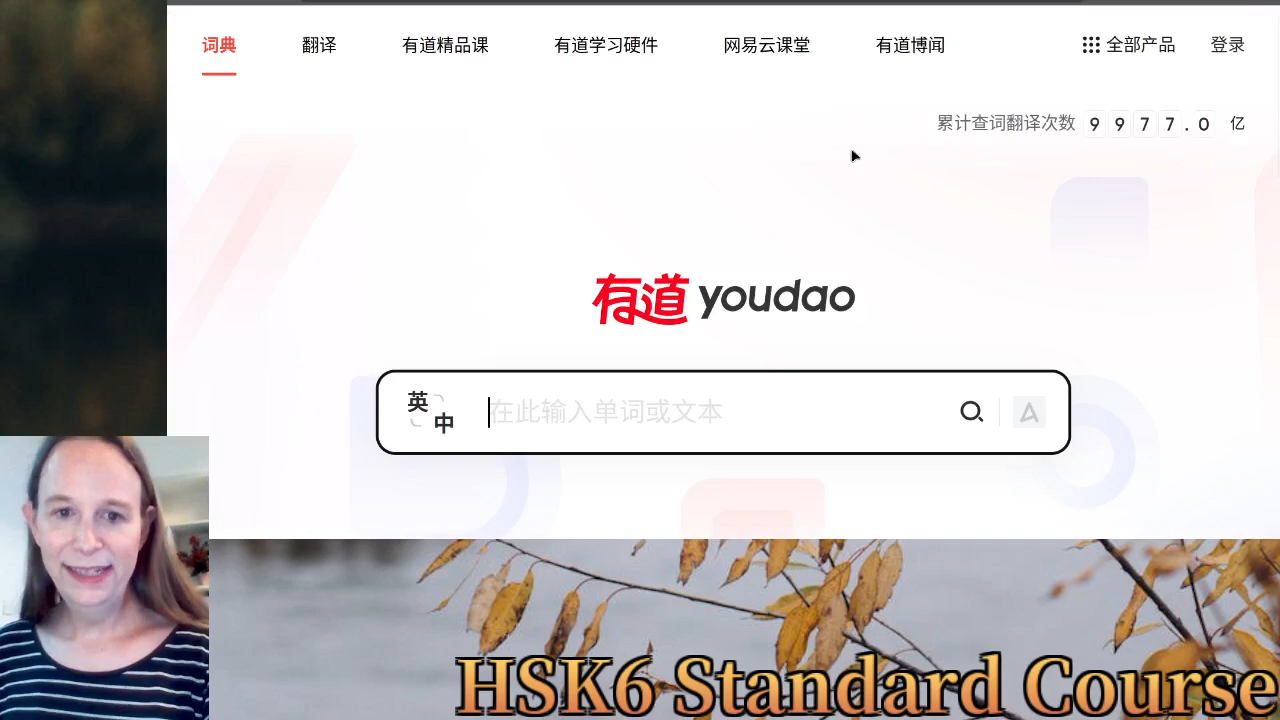 词典 翻译 有道精品课 有道学习硬件 网易云课堂 有道博闻 全部产品 登录
累计查词翻译次数 9977.0 亿
有道 youdao
英中 在此输入单词或文本
HSK6 Standard Course